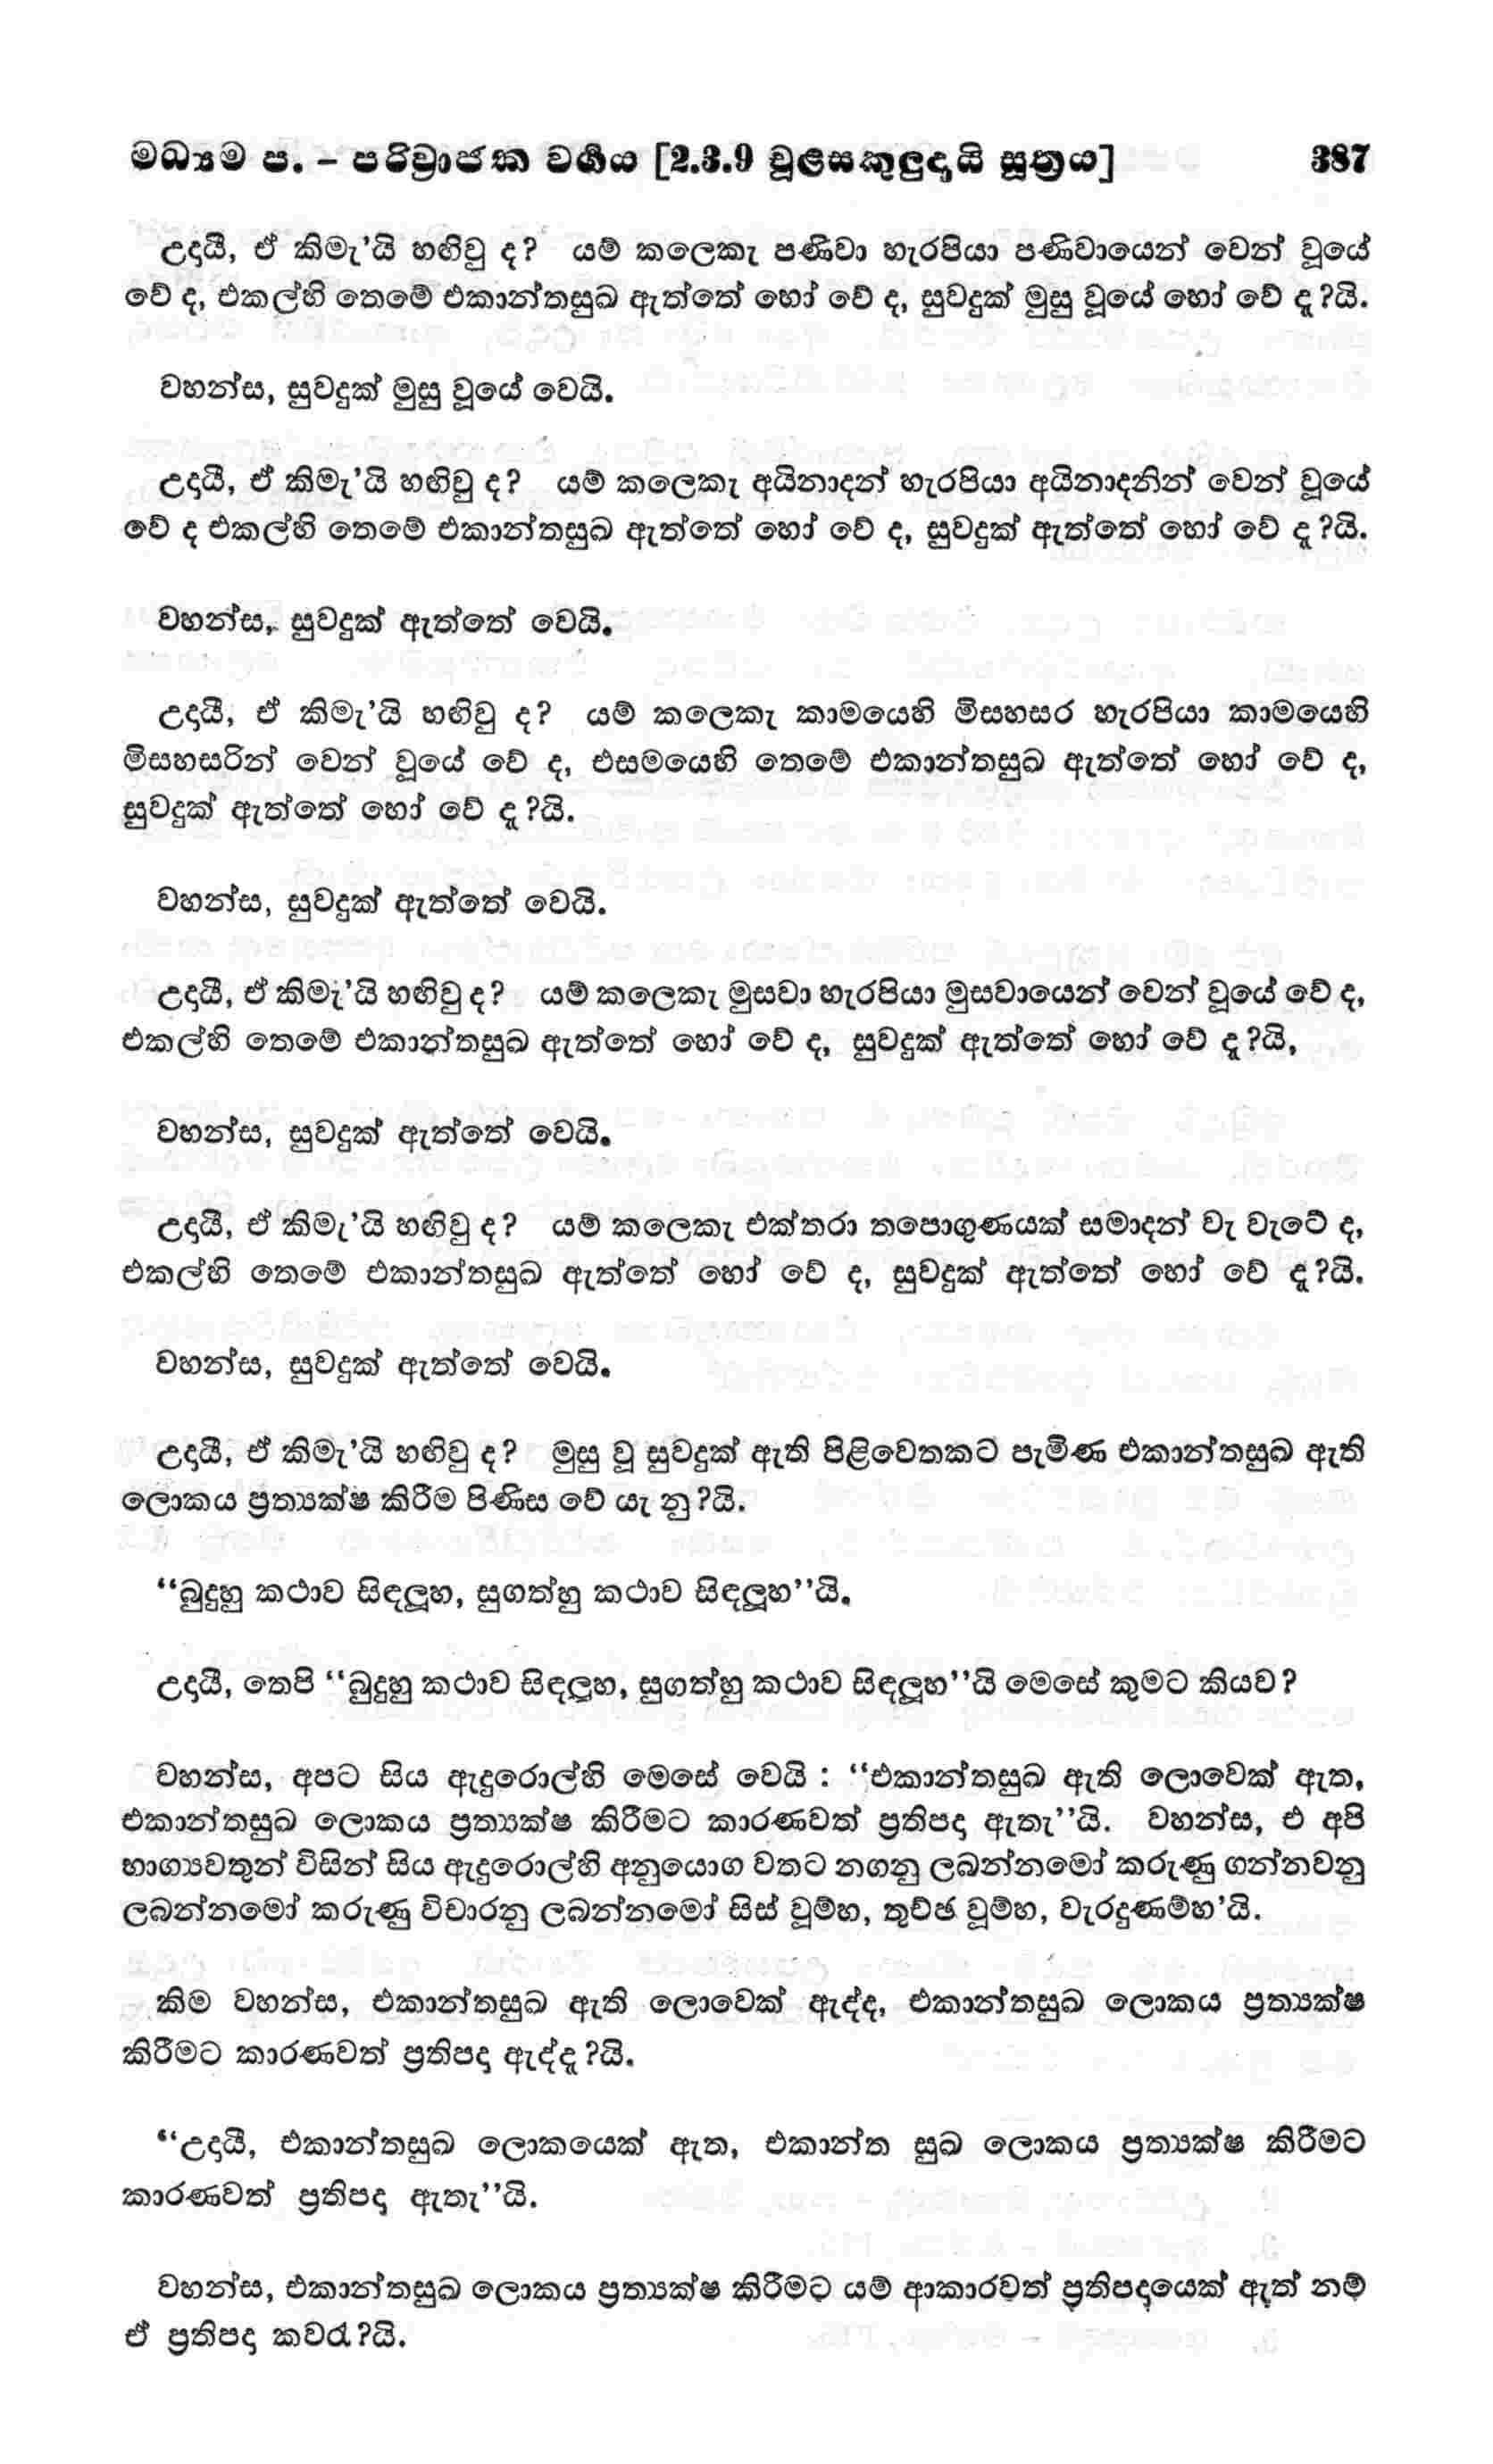 මධ්‍යම ප. – පරිව්‍රාජක වර්‍ගය [2.3.9 චූළසකුලුදායි සූත්‍රය] 387
උදායී, ඒ කිමැ’යි හඟිවු ද? යම් කලෙකැ පණිවා හැරපියා පණිවායෙන් වෙන් වූයේ
වේ ද, එකල්හි තෙමේ එකාන්තසුඛ ඇත්තේ හෝ වේ ද, සුවදුක් මුසු වූයේ හෝ වේ දැ?යි.
වහන්ස, සුවදුක් මුසු වූයේ වෙයි.
උදායී, ඒ කිමැ’යි හඟිවු ද? යම් කලෙකැ අයිනාදන් හැරපියා අයිනාදනින් වෙන් වූයේ
වේ ද එකල්හි තෙමේ එකාන්තසුඛ ඇත්තේ හෝ වේ ද, සුවදුක් ඇත්තේ හෝ වේ දැ?යි.
වහන්ස, සුවදුක් ඇත්තේ වෙයි.
උදායී, ඒ කිමැ’යි හඟිවු ද? යම් කලෙකැ කාමයෙහි මිසහසර හැරපියා කාමයෙහි
මිසහසරින් වෙන් වූයේ වේ ද, එසමයෙහි තෙමේ එකාන්තසුඛ ඇත්තේ හෝ වේ ද,
සුවදුක් ඇත්තේ හෝ වේ දැ?යි.
වහන්ස, සුවදුක් ඇත්තේ වෙයි.
උදායී, ඒ කිමැ’යි හඟිවු ද? යම් කලෙකැ මුසවා හැරපියා මුසවායෙන් වෙන් වූයේ වේ ද,
එකල්හි තෙමේ එකාන්තසුඛ ඇත්තේ හෝ වේ ද, සුවදුක් ඇත්තේ හෝ වේ දැ?යි,
වහන්ස, සුවදුක් ඇත්තේ වෙයි.
උදායී, ඒ කිමැ’යි හඟිවු ද? යම් කලෙකැ එක්තරා තපොගුණයක් සමාදන් වැ වැටේ ද,
එකල්හි තෙමේ එකාන්තසුඛ ඇත්තේ හෝ වේ ද, සුවදුක් ඇත්තේ හෝ වේ දැ?යි.
වහන්ස, සුවදුක් ඇත්තේ වෙයි.
උදායී, ඒ කිමැ’යි හඟිවු ද? මුසු වූ සුවදුක් ඇති පිළිවෙතකට පැමිණ එකාන්තසුඛ ඇති
ලොකය ප්‍රත්‍යක්ෂ කිරීම පිණිස වේ යැ නු?යි.
“බුදුහු කථාව සිඳලූහ, සුගත්හු කථාව සිඳලූහ”යි.
උදායී, තෙපි “බුදුහු කථාව සිඳලූහ, සුගත්හු කථාව සිඳලූහ”යි මෙසේ කුමට කියව?
වහන්ස, අපට සිය ඇදුරොල්හි මෙසේ වෙයි : “එකාන්තසුඛ ඇති ලොවෙක් ඇත,
එකාන්තසුඛ ලොකය ප්‍රත්‍යක්ෂ කිරීමට කාරණවත් ප්‍රතිපදා ඇතැ”යි. වහන්ස, එ අපි
භාග්‍යවතුන් විසින් සිය ඇදුරොල්හි අනුයොග වතට නගනු ලබන්නමෝ කරුණු ගන්නවනු
ලබන්නමෝ කරුණු විචාරනු ලබන්නමෝ සිස් වූම්හ, තුච්ඡ වූම්හ, වැරදුණම්හ’යි.
කිම වහන්ස, එකාන්තසුඛ ඇති ලොවෙක් ඇද්ද, එකාන්තසුඛ ලොකය ප්‍රත්‍යක්ෂ
කිරීමට කාරණවත් ප්‍රතිපදා ඇද්දැ?යි.
“උදායී, එකාන්තසුඛ ලොකයෙක් ඇත, එකාන්ත සුඛ ලොකය ප්‍රත්‍යක්ෂ කිරීමට
කාරණවත් ප්‍රතිපදා ඇතැ”යි.
වහන්ස, එකාන්තසුඛ ලොකය ප්‍රත්‍යක්ෂ කිරීමට යම් ආකාරවත් ප්‍රතිපදායෙක් ඇත් නම්
ඒ ප්‍රතිපදා කවරැ?යි.